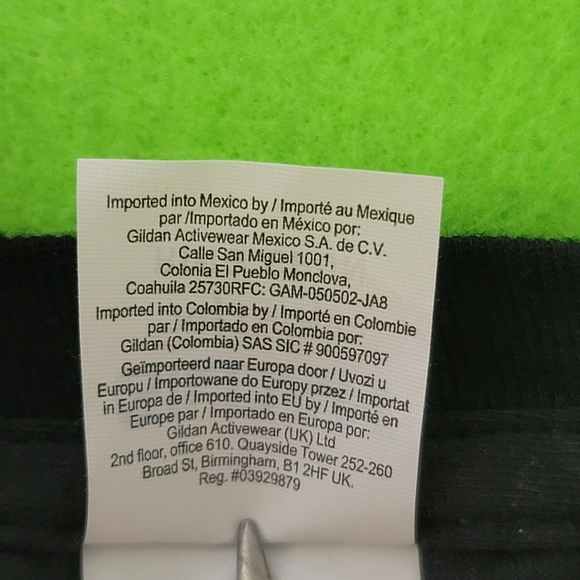 Imported into Mexico by / Importé au Mexique
par /Importado en México por:
Gildan Activewear Mexico S.A. de C.V.
Calle San Miguel 1001,
Colonia El Pueblo Monclova,
Coahuila 25730RFC: GAM-050502-JA8
Imported into Colombia by / Importé en Colombie
par / Importado en Colombia por:
Gildan (Colombia) SAS SIC # 900597097
Geïmporteerd naar Europa door / Uvozi u
Europu / Importowane do Europy przez / Importat
in Europa de / Imported into EU by / Importé en
Europe par / Importado en Europa por:
Gildan Activewear (UK) Ltd
2nd floor, office 610. Quayside Tower 252-260
Broad St, Birmingham, B1 2HF UK.
Reg. #03929879